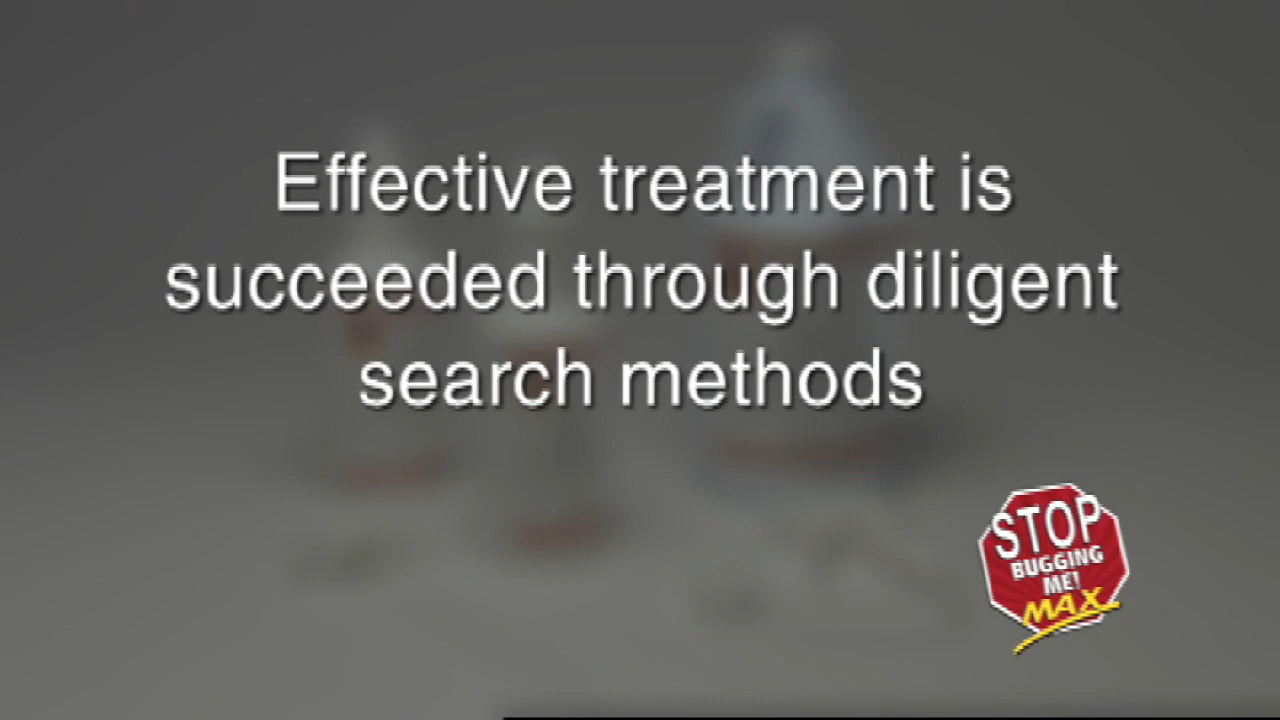 Effective treatment is
succeeded through diligent
search methods
STOP
BUGGING
ME!
MAX